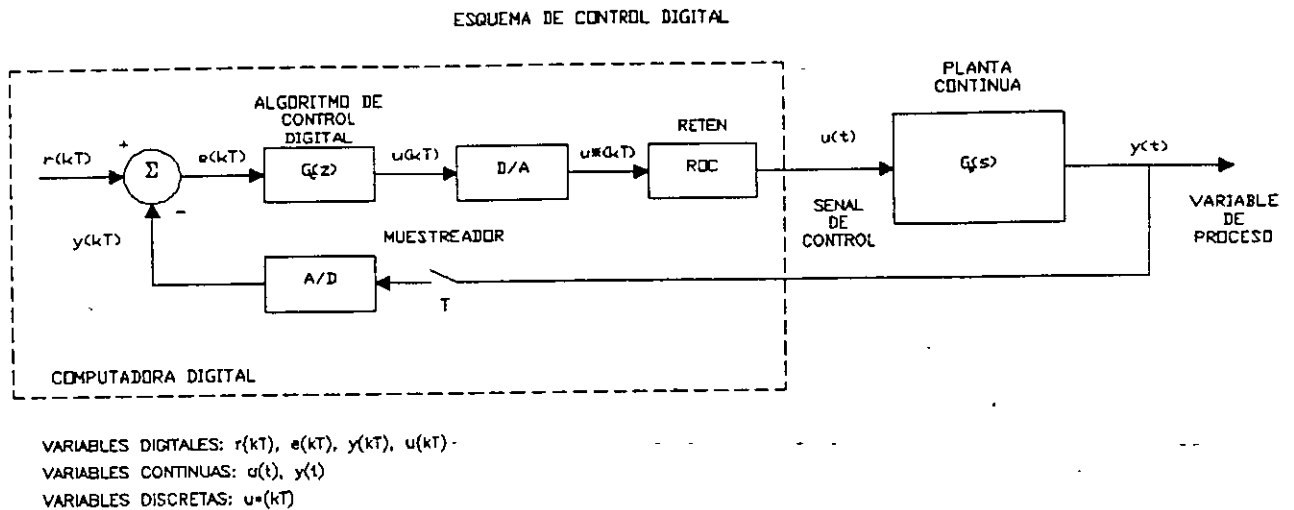 ESQUEMA DE CONTROL DIGITAL
PLANTA
CONTINUA
ALGORITMO DE
CONTROL
DIGITAL
RETEN
r(kT)
+
Σ
e(kT)
G(z)
u(kT)
D/A
u*(kT)
ROC
u(t)
G(s)
y(t)
-
y(kT)
MUESTREADOR
SENAL
DE
CONTROL
VARIABLE
DE
PROCESO
A/D
T
COMPUTADORA DIGITAL
VARIABLES DIGITALES: r(kT), e(kT), y(kT), u(kT)
VARIABLES CONTINUAS: u(t), y(t)
VARIABLES DISCRETAS: u*(kT)